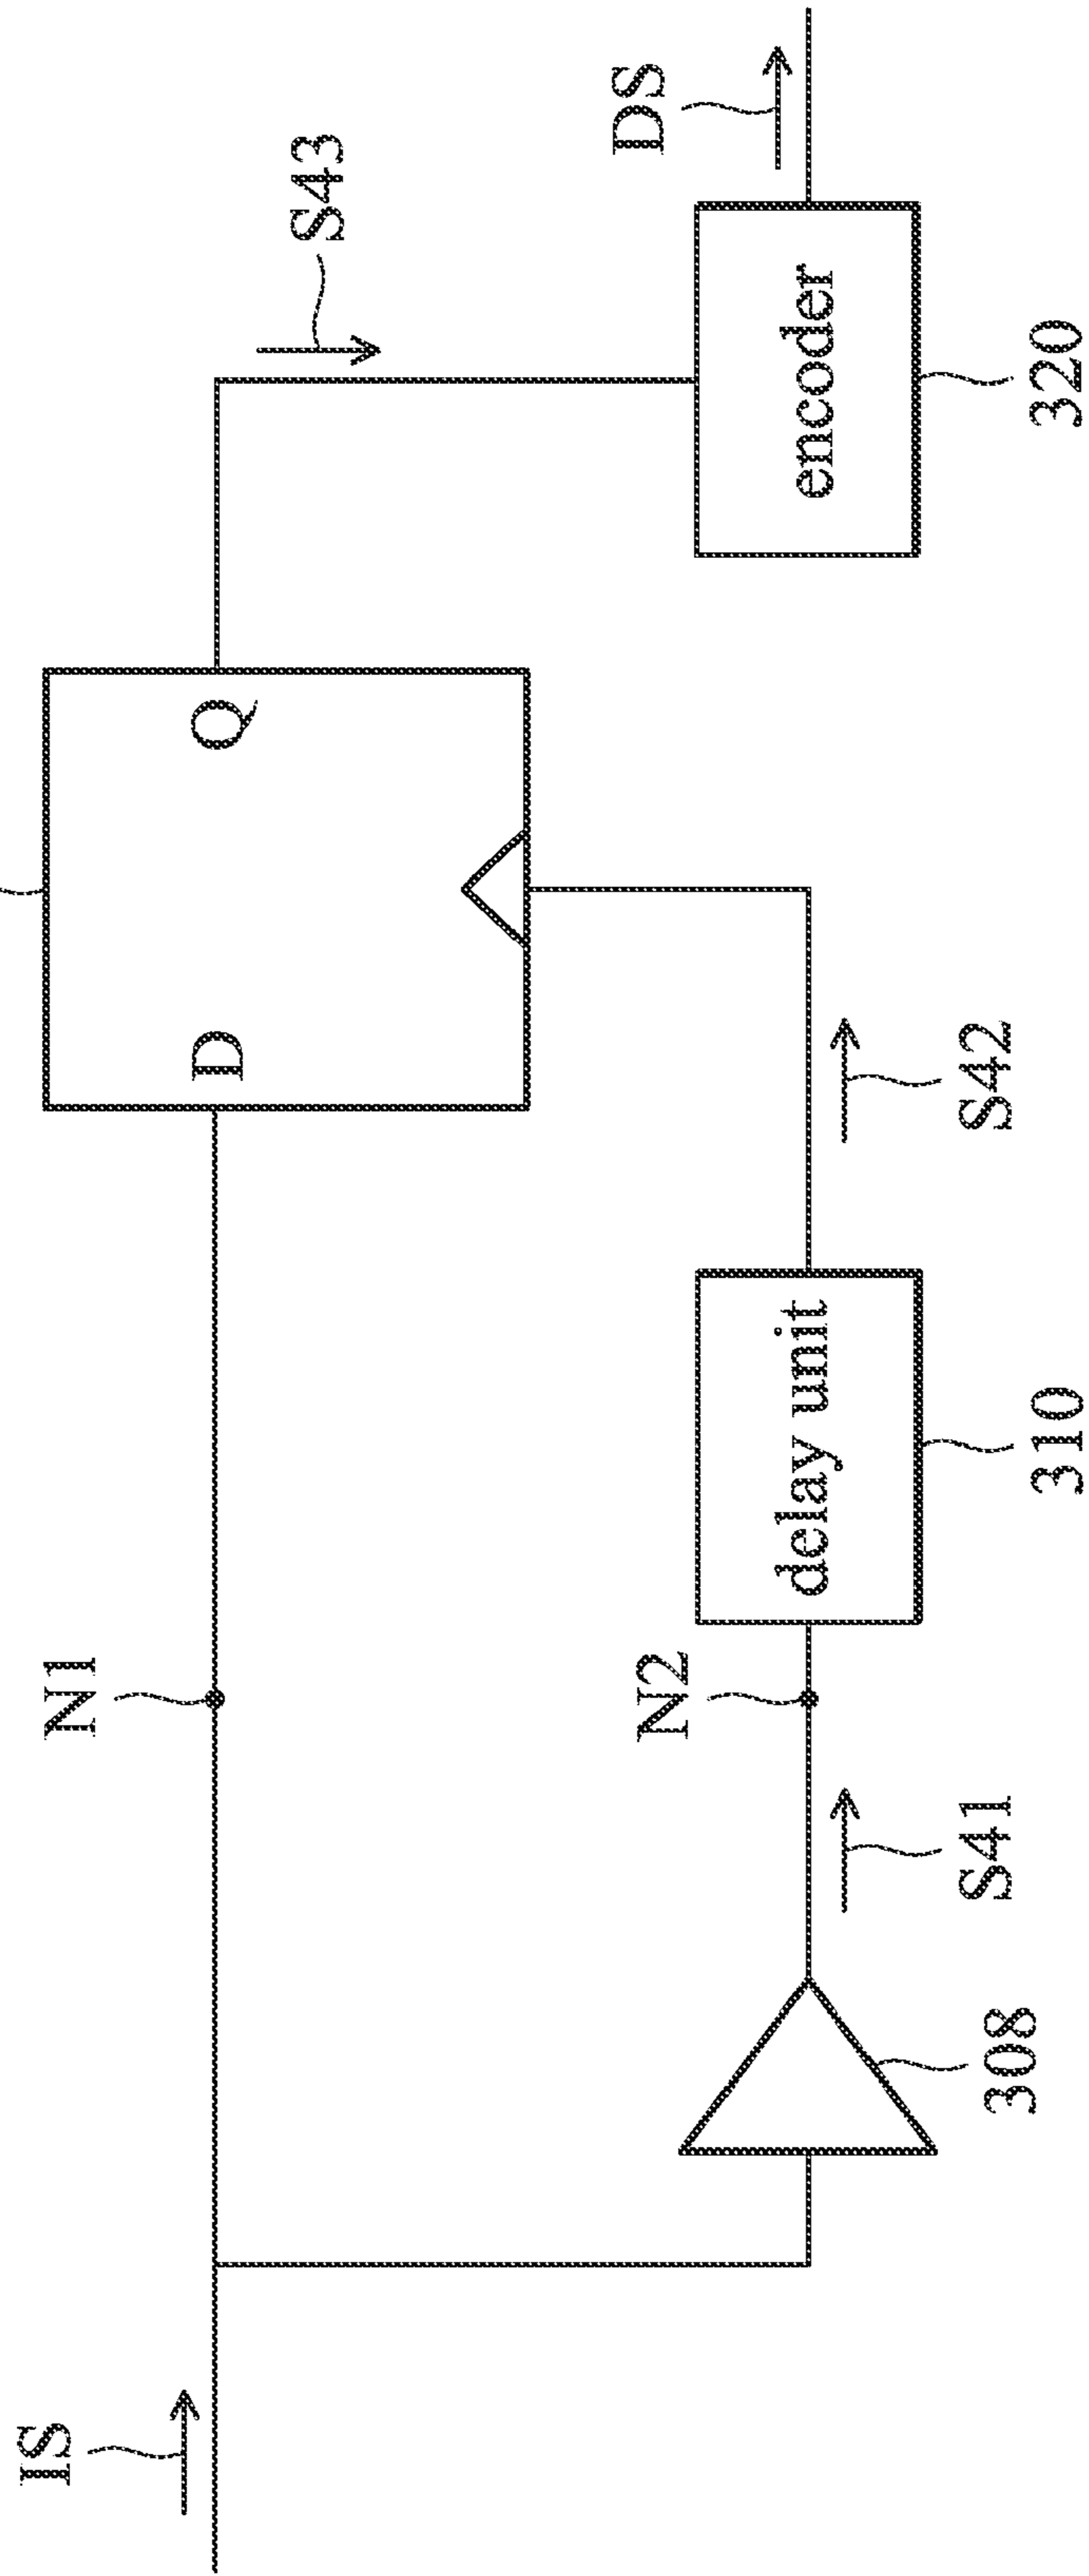 IS
N1
D
Q
S43
308
S41
N2
delay unit
310
S42
encoder
320
DS